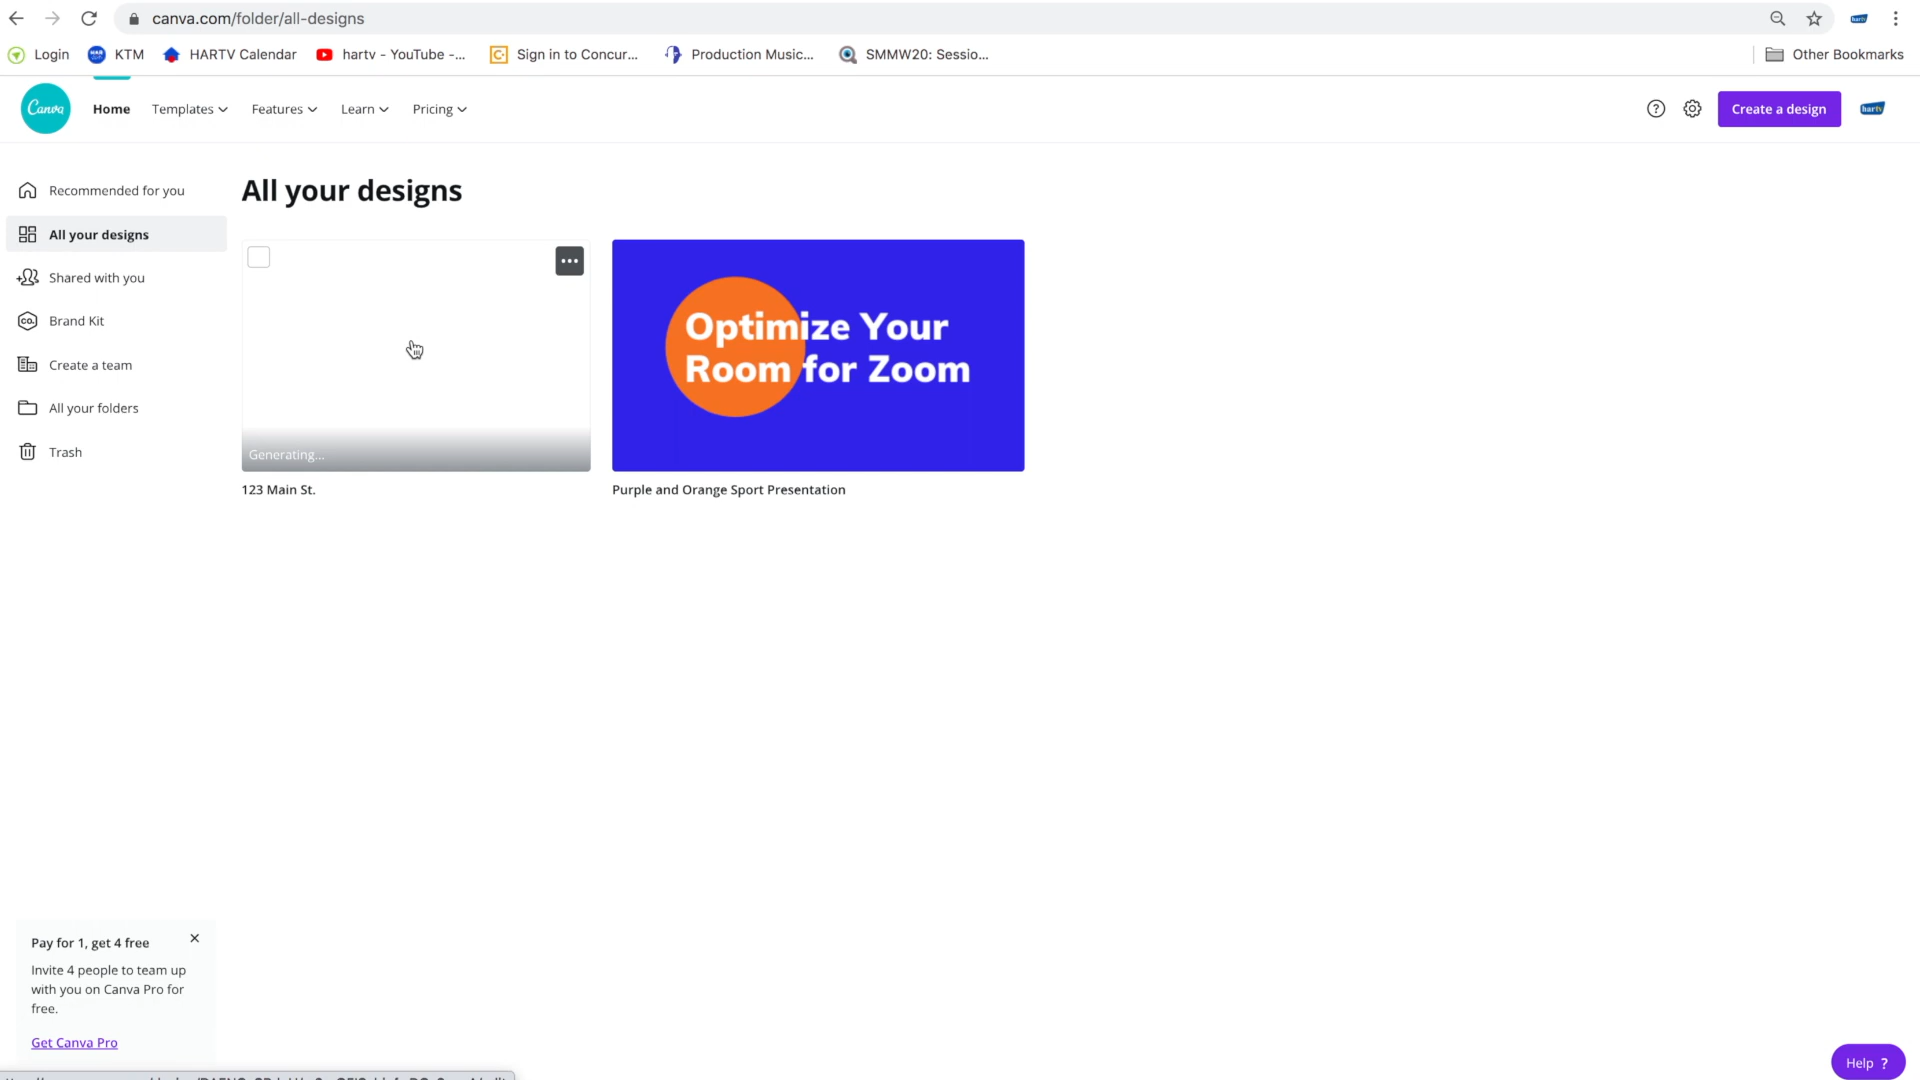 canva.com/folder/all-designs
Login KTM HARTV Calendar hartv - YouTube -... Sign in to Concur... Production Music... SMMW20: Sessio... Other Bookmarks
Canva Home Templates Features Learn Pricing Create a design hartv
Recommended for you
All your designs
Shared with you
CO. Brand Kit
Create a team
All your folders
Trash
All your designs
Generating...
123 Main St.
Optimize Your
Room for Zoom
Purple and Orange Sport Presentation
Pay for 1, get 4 free
Invite 4 people to team up
with you on Canva Pro for
free.
Get Canva Pro
Help ?